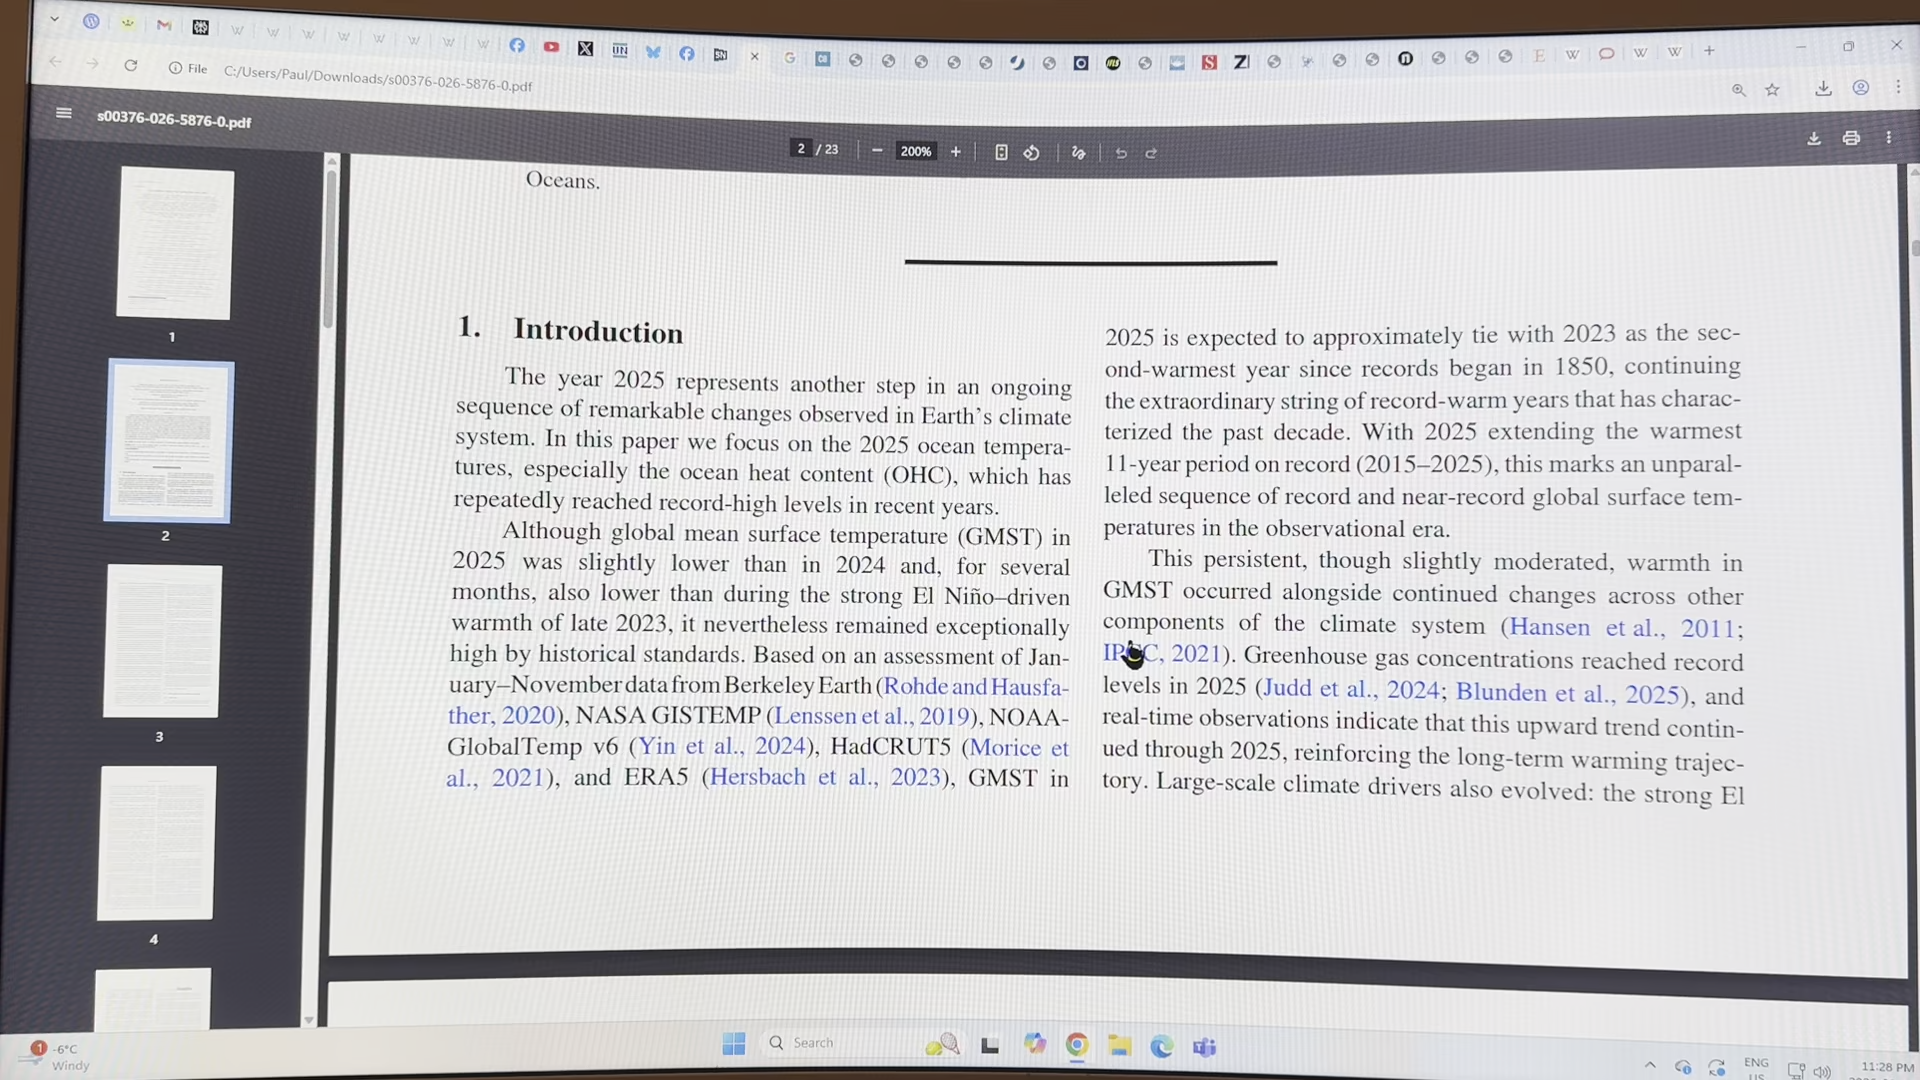 File C:/Users/Paul/Downloads/s00376-026-5876-0.pdf
s00376-026-5876-0.pdf
2 / 23
200%
Oceans.
1. Introduction
The year 2025 represents another step in an ongoing
sequence of remarkable changes observed in Earth's climate
system. In this paper we focus on the 2025 ocean tempera-
tures, especially the ocean heat content (OHC), which has
repeatedly reached record-high levels in recent years.
Although global mean surface temperature (GMST) in
2025 was slightly lower than in 2024 and, for several
months, also lower than during the strong El Niño–driven
warmth of late 2023, it nevertheless remained exceptionally
high by historical standards. Based on an assessment of Jan-
uary–November data from Berkeley Earth (Rohde and Hausfa-
ther, 2020), NASA GISTEMP (Lenssen et al., 2019), NOAA-
GlobalTemp v6 (Yin et al., 2024), HadCRUT5 (Morice et
al., 2021), and ERA5 (Hersbach et al., 2023), GMST in
2025 is expected to approximately tie with 2023 as the sec-
ond-warmest year since records began in 1850, continuing
the extraordinary string of record-warm years that has charac-
terized the past decade. With 2025 extending the warmest
11-year period on record (2015–2025), this marks an unparal-
leled sequence of record and near-record global surface tem-
peratures in the observational era.
This persistent, though slightly moderated, warmth in
GMST occurred alongside continued changes across other
components of the climate system (Hansen et al., 2011;
IPCC, 2021). Greenhouse gas concentrations reached record
levels in 2025 (Judd et al., 2024; Blunden et al., 2025), and
real-time observations indicate that this upward trend contin-
ued through 2025, reinforcing the long-term warming trajec-
tory. Large-scale climate drivers also evolved: the strong El
1
2
3
4
1
-6°C
Windy
Search
ENG
US
11:28 PM